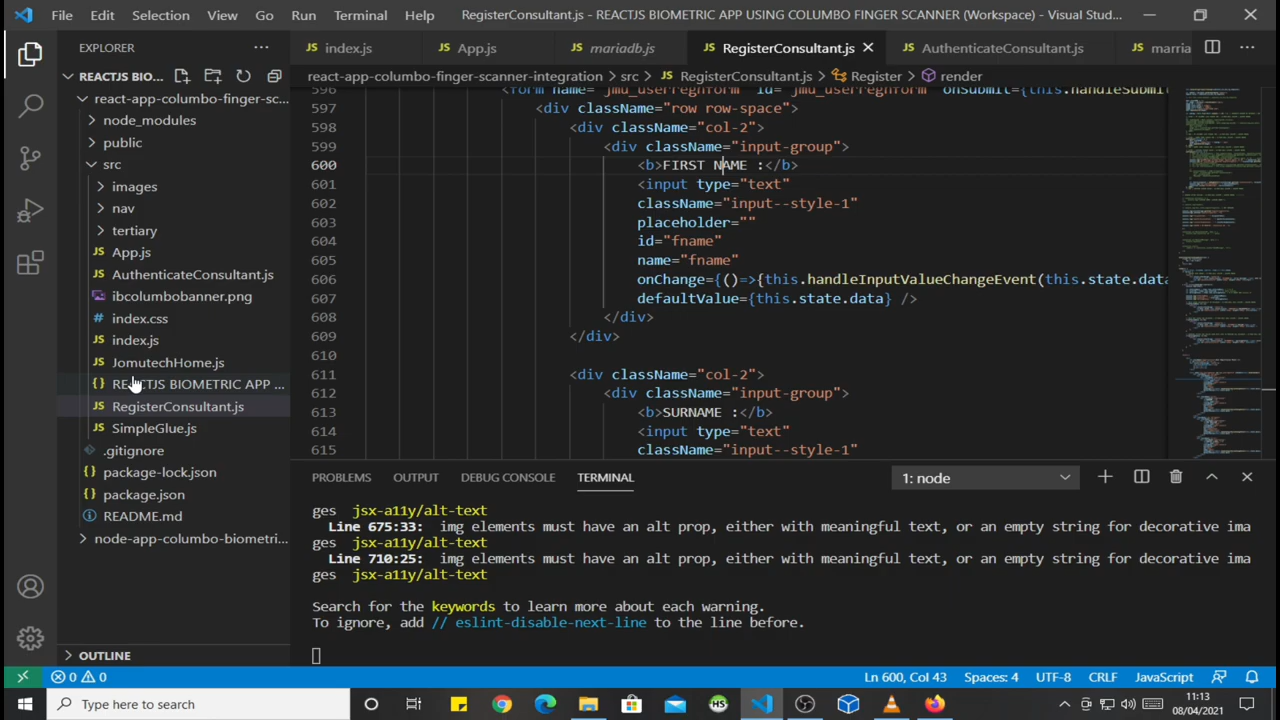 File Edit Selection View Go Run Terminal Help RegisterConsultant.js - REACTJS BIOMETRIC APP USING COLUMBO FINGER SCANNER (Workspace) - Visual Stud...
EXPLORER
index.js App.js mariadb.js RegisterConsultant.js AuthenticateConsultant.js marria
REACTJS BIO...
react-app-columbo-finger-scanner-integration > src > RegisterConsultant.js > Register > render
react-app-columbo-finger-sc...
node_modules
public
src
images
nav
tertiary
App.js
AuthenticateConsultant.js
ibcolumbobanner.png
index.css
index.js
JomutechHome.js
REACTJS BIOMETRIC APP ...
RegisterConsultant.js
SimpleGlue.js
.gitignore
package-lock.json
package.json
README.md
node-app-columbo-biometri...
OUTLINE
596 <form name="jmu_userregnform" id="jmu_userregnform" onSubmit={this.handleSubmit
597 <div className="row row-space">
598 <div className="col-2">
599 <div className="input-group">
600 <b>FIRST NAME :</b>
601 <input type="text"
602 className="input--style-1"
603 placeholder=""
604 id="fname"
605 name="fname"
606 onChange={()=>{this.handleInputValueChangeEvent(this.state.data
607 defaultValue={this.state.data} />
608 </div>
609 </div>
610
611 <div className="col-2">
612 <div className="input-group">
613 <b>SURNAME :</b>
614 <input type="text"
615 className="input--style-1"
PROBLEMS OUTPUT DEBUG CONSOLE TERMINAL 1: node
ges jsx-a11y/alt-text
Line 675:33: img elements must have an alt prop, either with meaningful text, or an empty string for decorative ima
ges jsx-a11y/alt-text
Line 710:25: img elements must have an alt prop, either with meaningful text, or an empty string for decorative ima
ges jsx-a11y/alt-text
Search for the keywords to learn more about each warning.
To ignore, add // eslint-disable-next-line to the line before.
0 0 Ln 600, Col 43 Spaces: 4 UTF-8 CRLF JavaScript
Type here to search
HS
11:13
08/04/2021